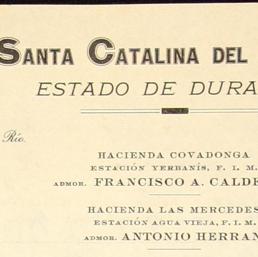 SANTA CATALINA DEL
ESTADO DE DURA
Río.
HACIENDA COVADONGA
ESTACIÓN YERBANÍS, F. I. M.
ADMOR. FRANCISCO A. CALDE
HACIENDA LAS MERCEDES
ESTACIÓN AGUA VIEJA, F. I. M.
ADMOR. ANTONIO HERRAN